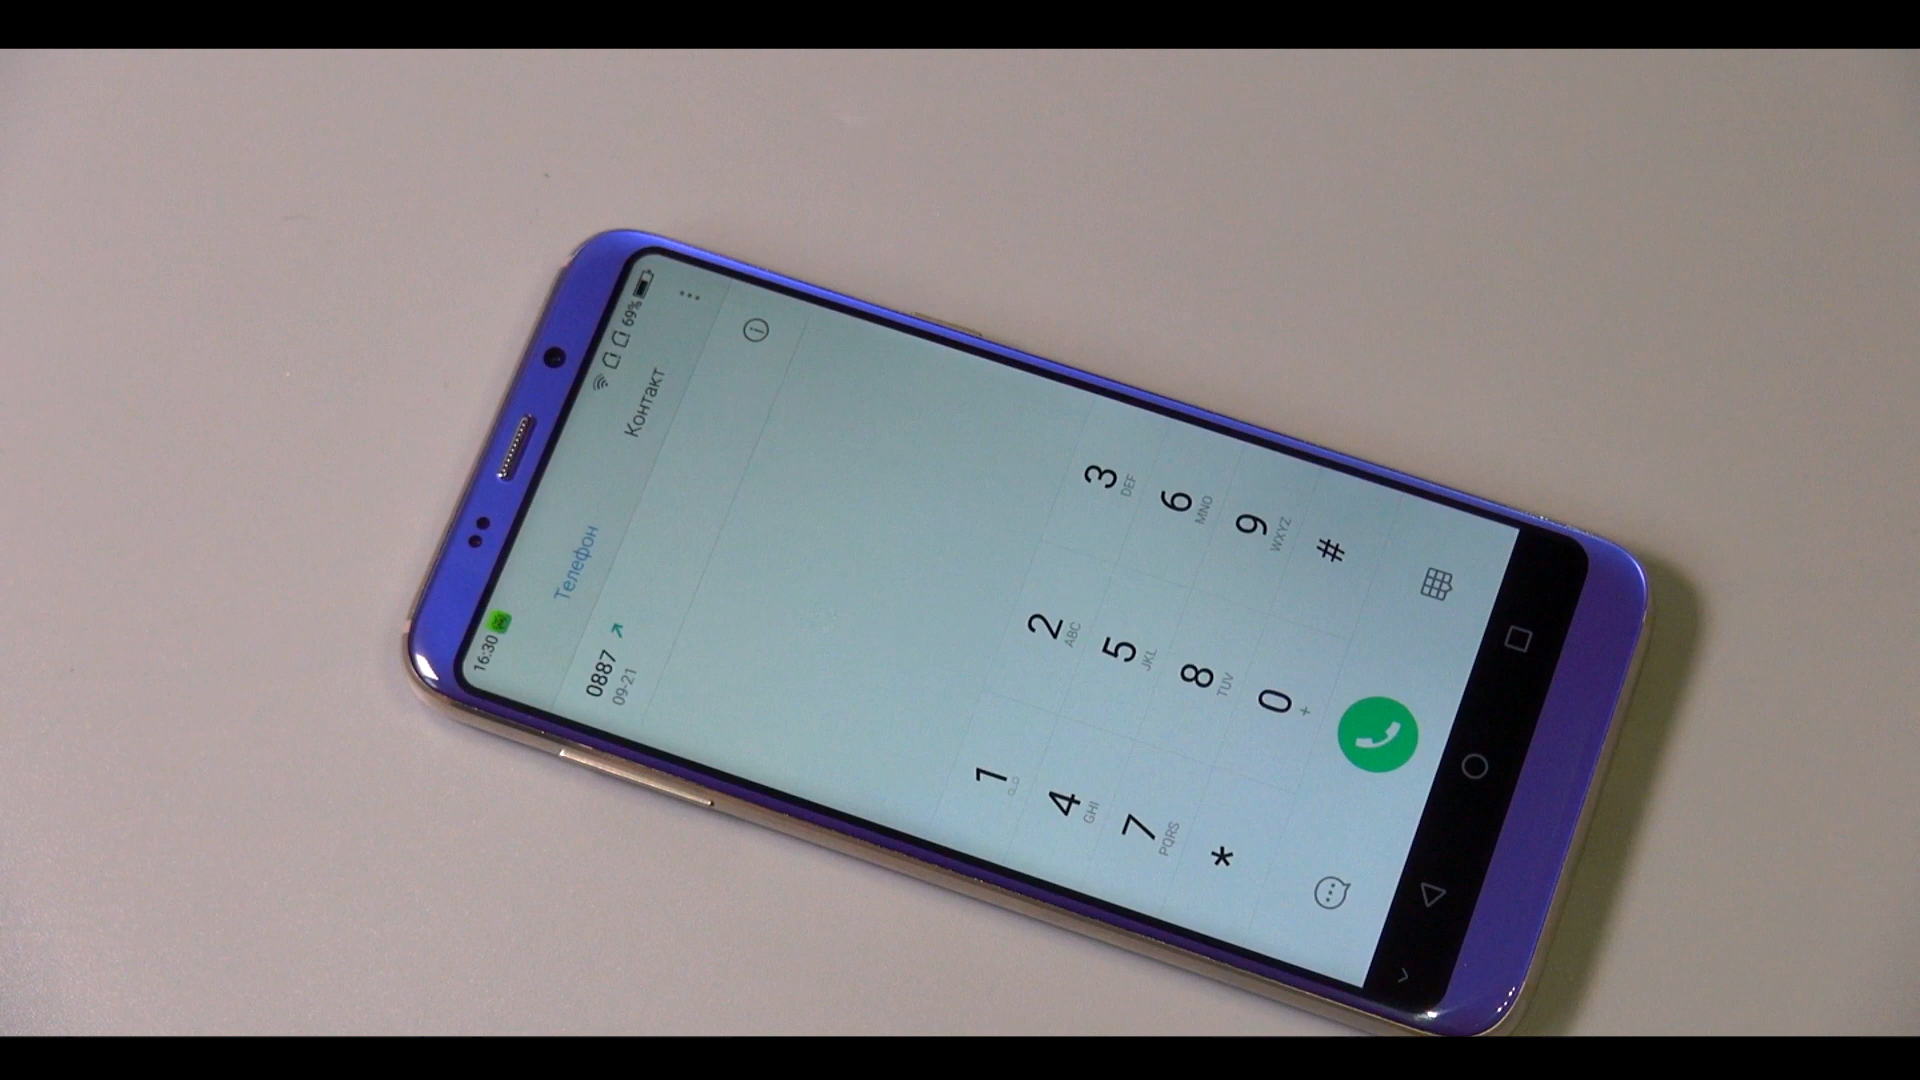 16:30 69%
Телефон Контакт
0887
09-21
1 2 ABC 3 DEF
4 GHI 5 JKL 6 MNO
7 PQRS 8 TUV 9 WXYZ
* 0 + #